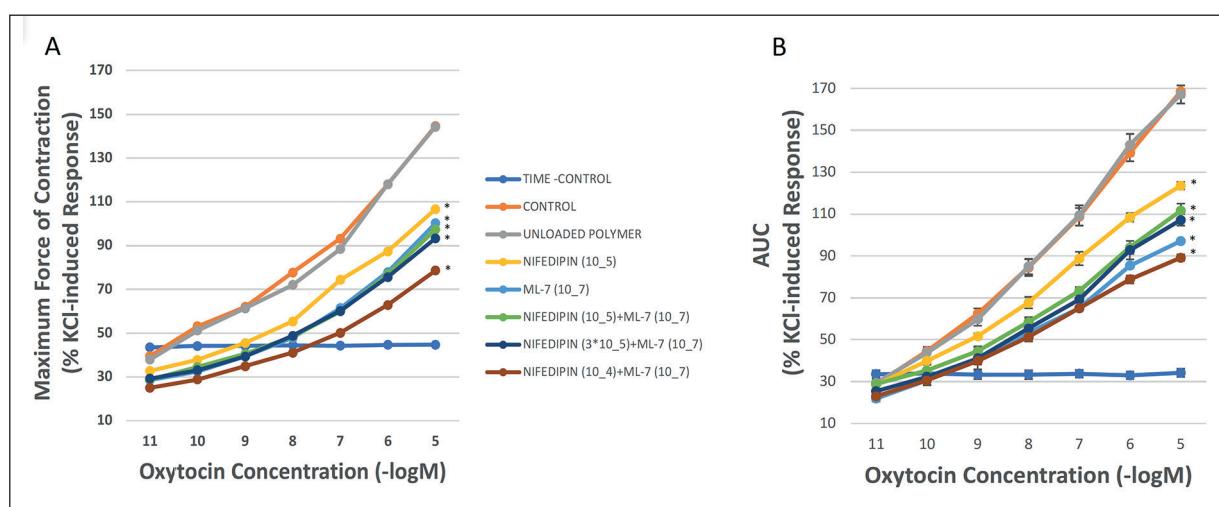 A
Maximum Force of Contraction
(% KCl-induced Response)
170
150
130
110
90
70
50
30
10
*
*
*
*
*
11 10 9 8 7 6 5
Oxytocin Concentration (-logM)
TIME -CONTROL
CONTROL
UNLOADED POLYMER
NIFEDIPIN (10_5)
ML-7 (10_7)
NIFEDIPIN (10_5)+ML-7 (10_7)
NIFEDIPIN (3*10_5)+ML-7 (10_7)
NIFEDIPIN (10_4)+ML-7 (10_7)
B
AUC
(% KCl-induced Response)
170
150
130
110
90
70
50
30
10
*
*
*
*
*
11 10 9 8 7 6 5
Oxytocin Concentration (-logM)